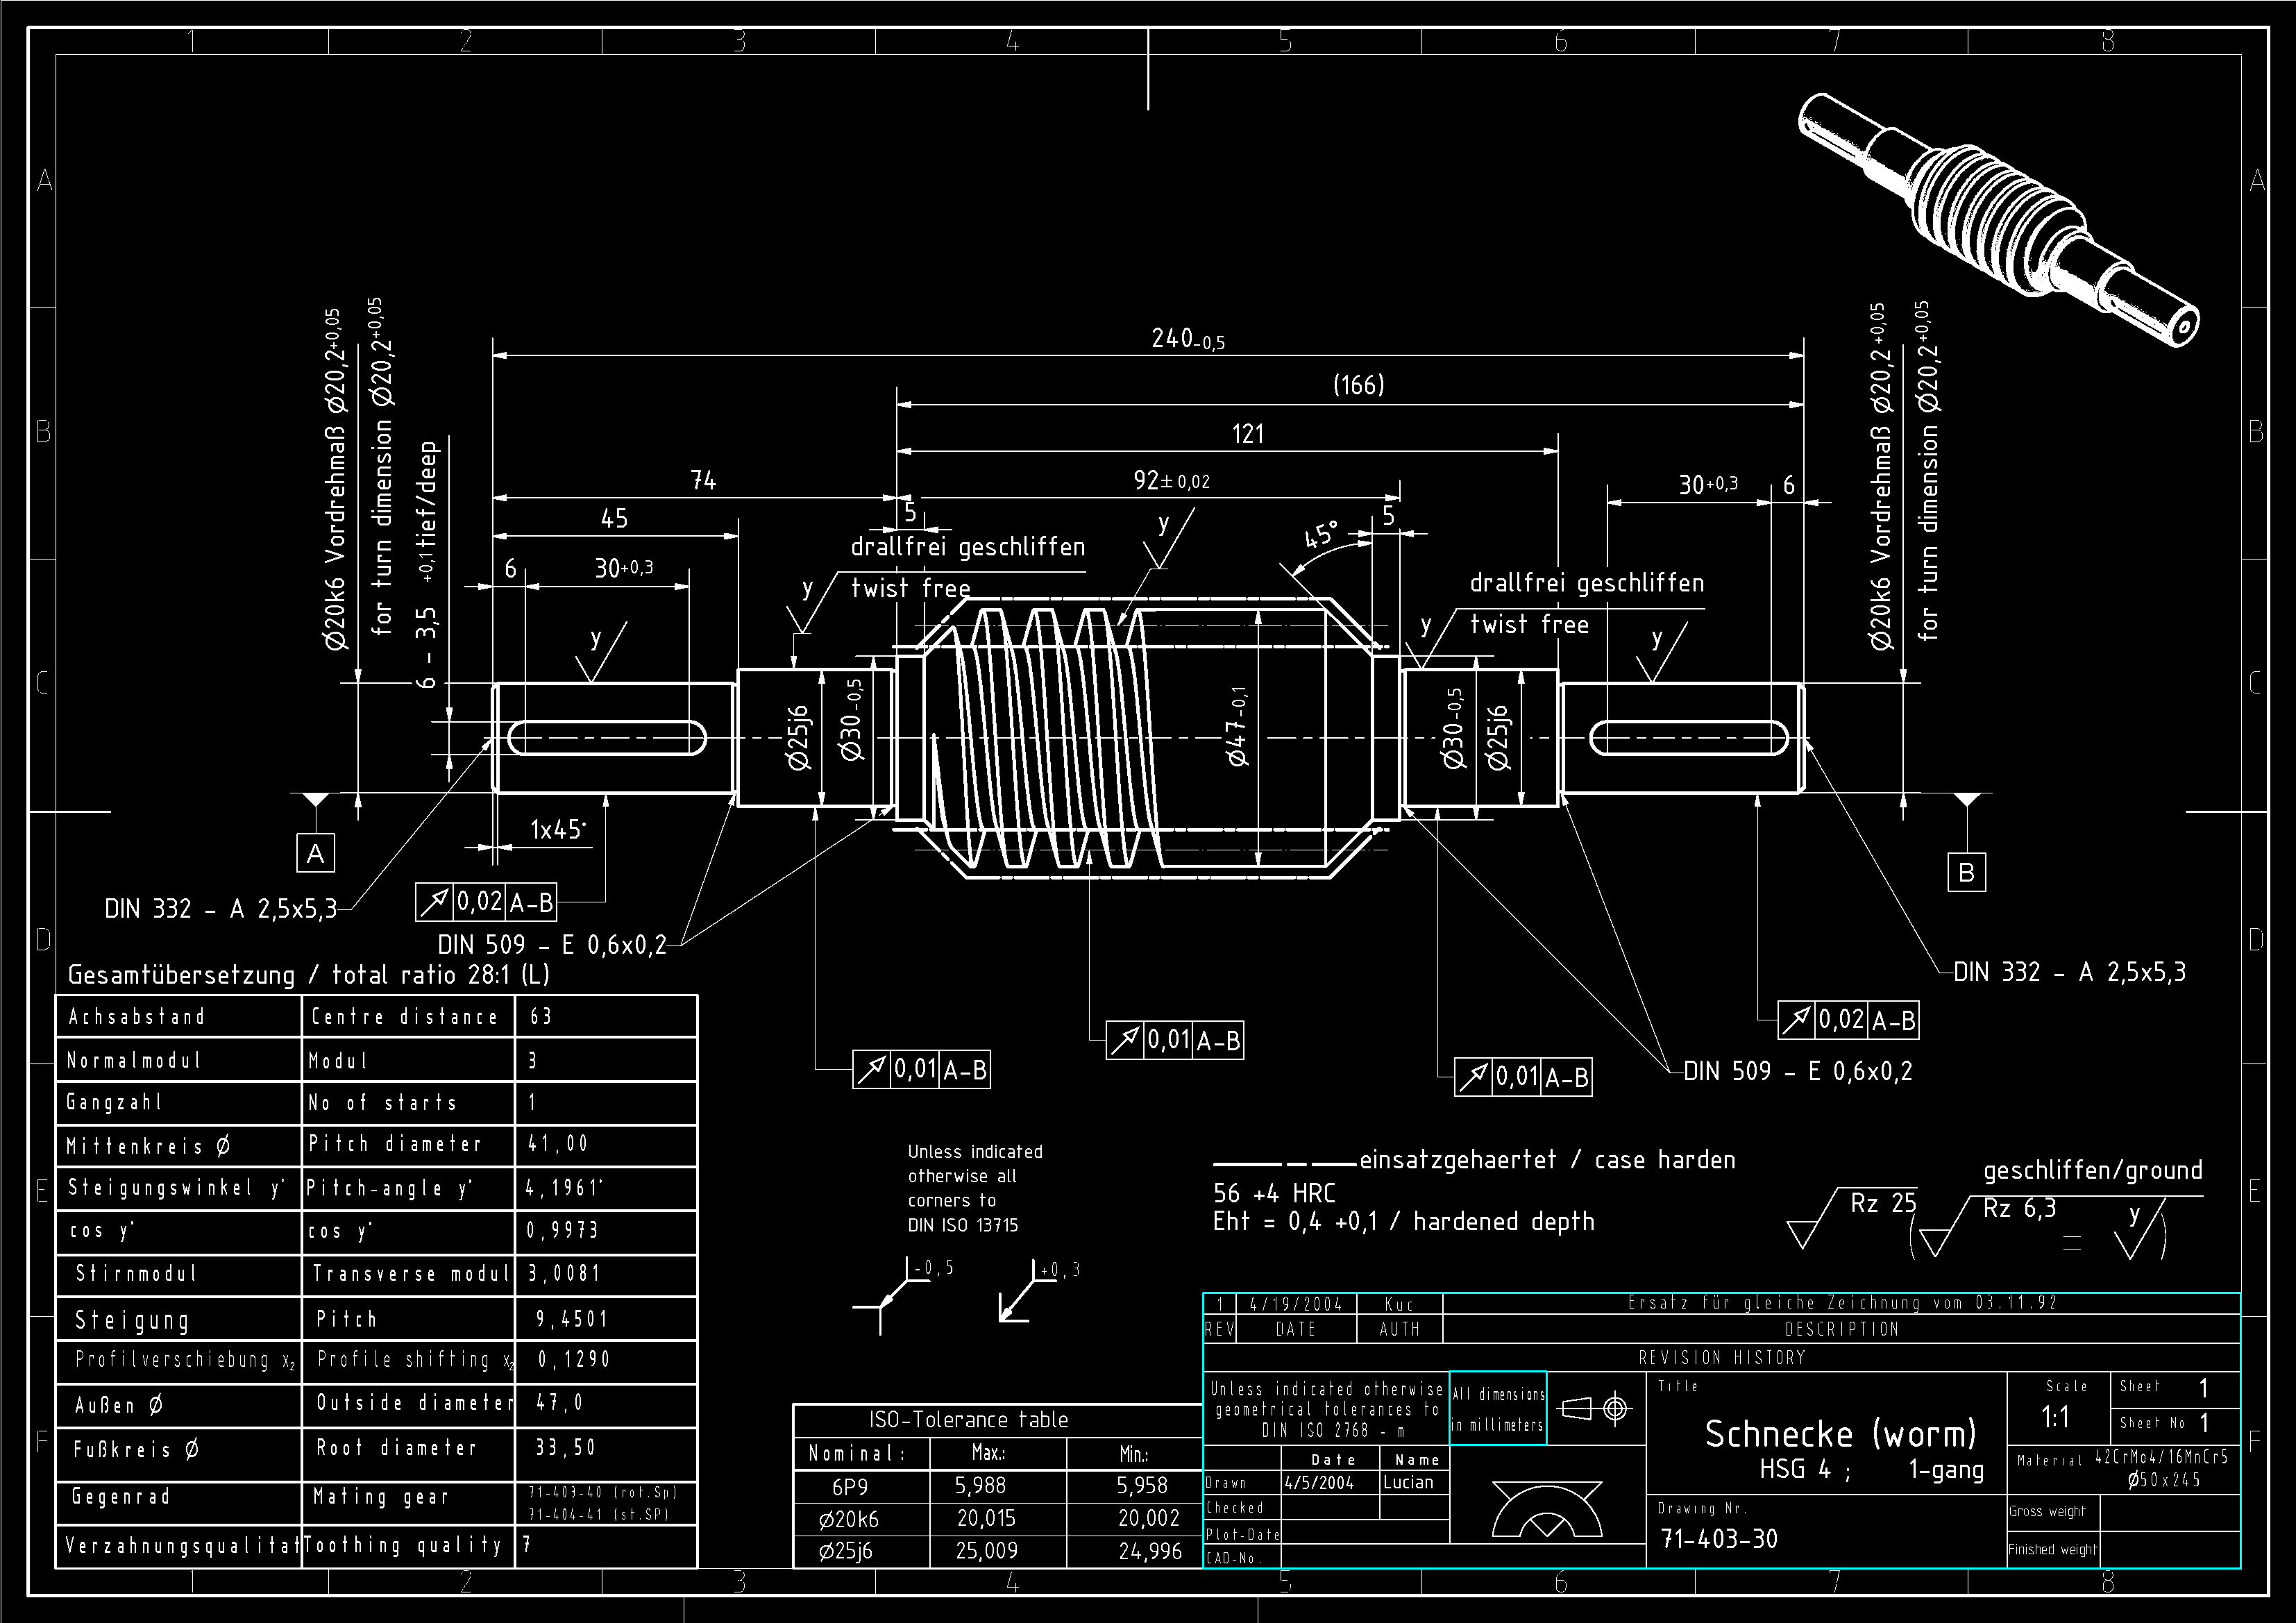 1 2 3 4 5 6 7 8
A A
B B
C C
D D
E E
F F
1 2 3 4 5 6 7 8
240-0,5
(166)
121
74
92± 0,02
30+0,3
6
45
5
5
45°
6
30+0,3
Ø20k6 Vordrehmaß Ø20,2+0,05
for turn dimension Ø20,2+0,05
6 - 3,5 +0,1tief/deep
Ø20k6 Vordrehmaß Ø20,2+0,05
for turn dimension Ø20,2+0,05
drallfrei geschliffen
twist free
y
y
y
drallfrei geschliffen
twist free
y
y
Ø25j6
Ø30-0,5
Ø47-0,1
Ø30-0,5
Ø25j6
1x45°
A
B
DIN 332 - A 2,5x5,3
0,02 A-B
DIN 509 - E 0,6x0,2
DIN 332 - A 2,5x5,3
0,02 A-B
0,01 A-B
0,01 A-B
0,01 A-B
DIN 509 - E 0,6x0,2
Gesamtübersetzung / total ratio 28:1 (L)
Achsabstand Centre distance 63
Normalmodul Modul 3
Gangzahl No of starts 1
Mittenkreis Ø Pitch diameter 41,00
Steigungswinkel y° Pitch-angle y° 4,1961°
cos y° cos y° 0,9973
Stirnmodul Transverse modul 3,0081
Steigung Pitch 9,4501
Profilverschiebung x2 Profile shifting x2 0,1290
Außen Ø Outside diameter 47,0
Fußkreis Ø Root diameter 33,50
Gegenrad Mating gear 71-403-40 (rot.Sp)
71-404-41 (st.SP)
Verzahnungsqualitat Toothing quality 7
Unless indicated
otherwise all
corners to
DIN ISO 13715
-0,5
+0,3
einsatzgehaertet / case harden
56 +4 HRC
Eht = 0,4 +0,1 / hardened depth
geschliffen/ground
Rz 25 ( Rz 6,3 = y )
ISO-Tolerance table
Nominal: Max.: Min.:
6P9 5,988 5,958
Ø20k6 20,015 20,002
Ø25j6 25,009 24,996
1 4/19/2004 Kuc Ersatz für gleiche Zeichnung vom 03.11.92
REV DATE AUTH DESCRIPTION
REVISION HISTORY
Unless indicated otherwise
geometrical tolerances to
DIN ISO 2768 - m
All dimensions
in millimeters
Title
Schnecke (worm)
HSG 4 ; 1-gang
Scale
1:1
Sheet 1
Sheet No 1
Material 42CrMo4/16MnCr5
Ø50x245
Date Name
Drawn 4/5/2004 Lucian
Checked
Plot-Date
CAD-No.
Drawing Nr.
71-403-30
Gross weight
Finished weight